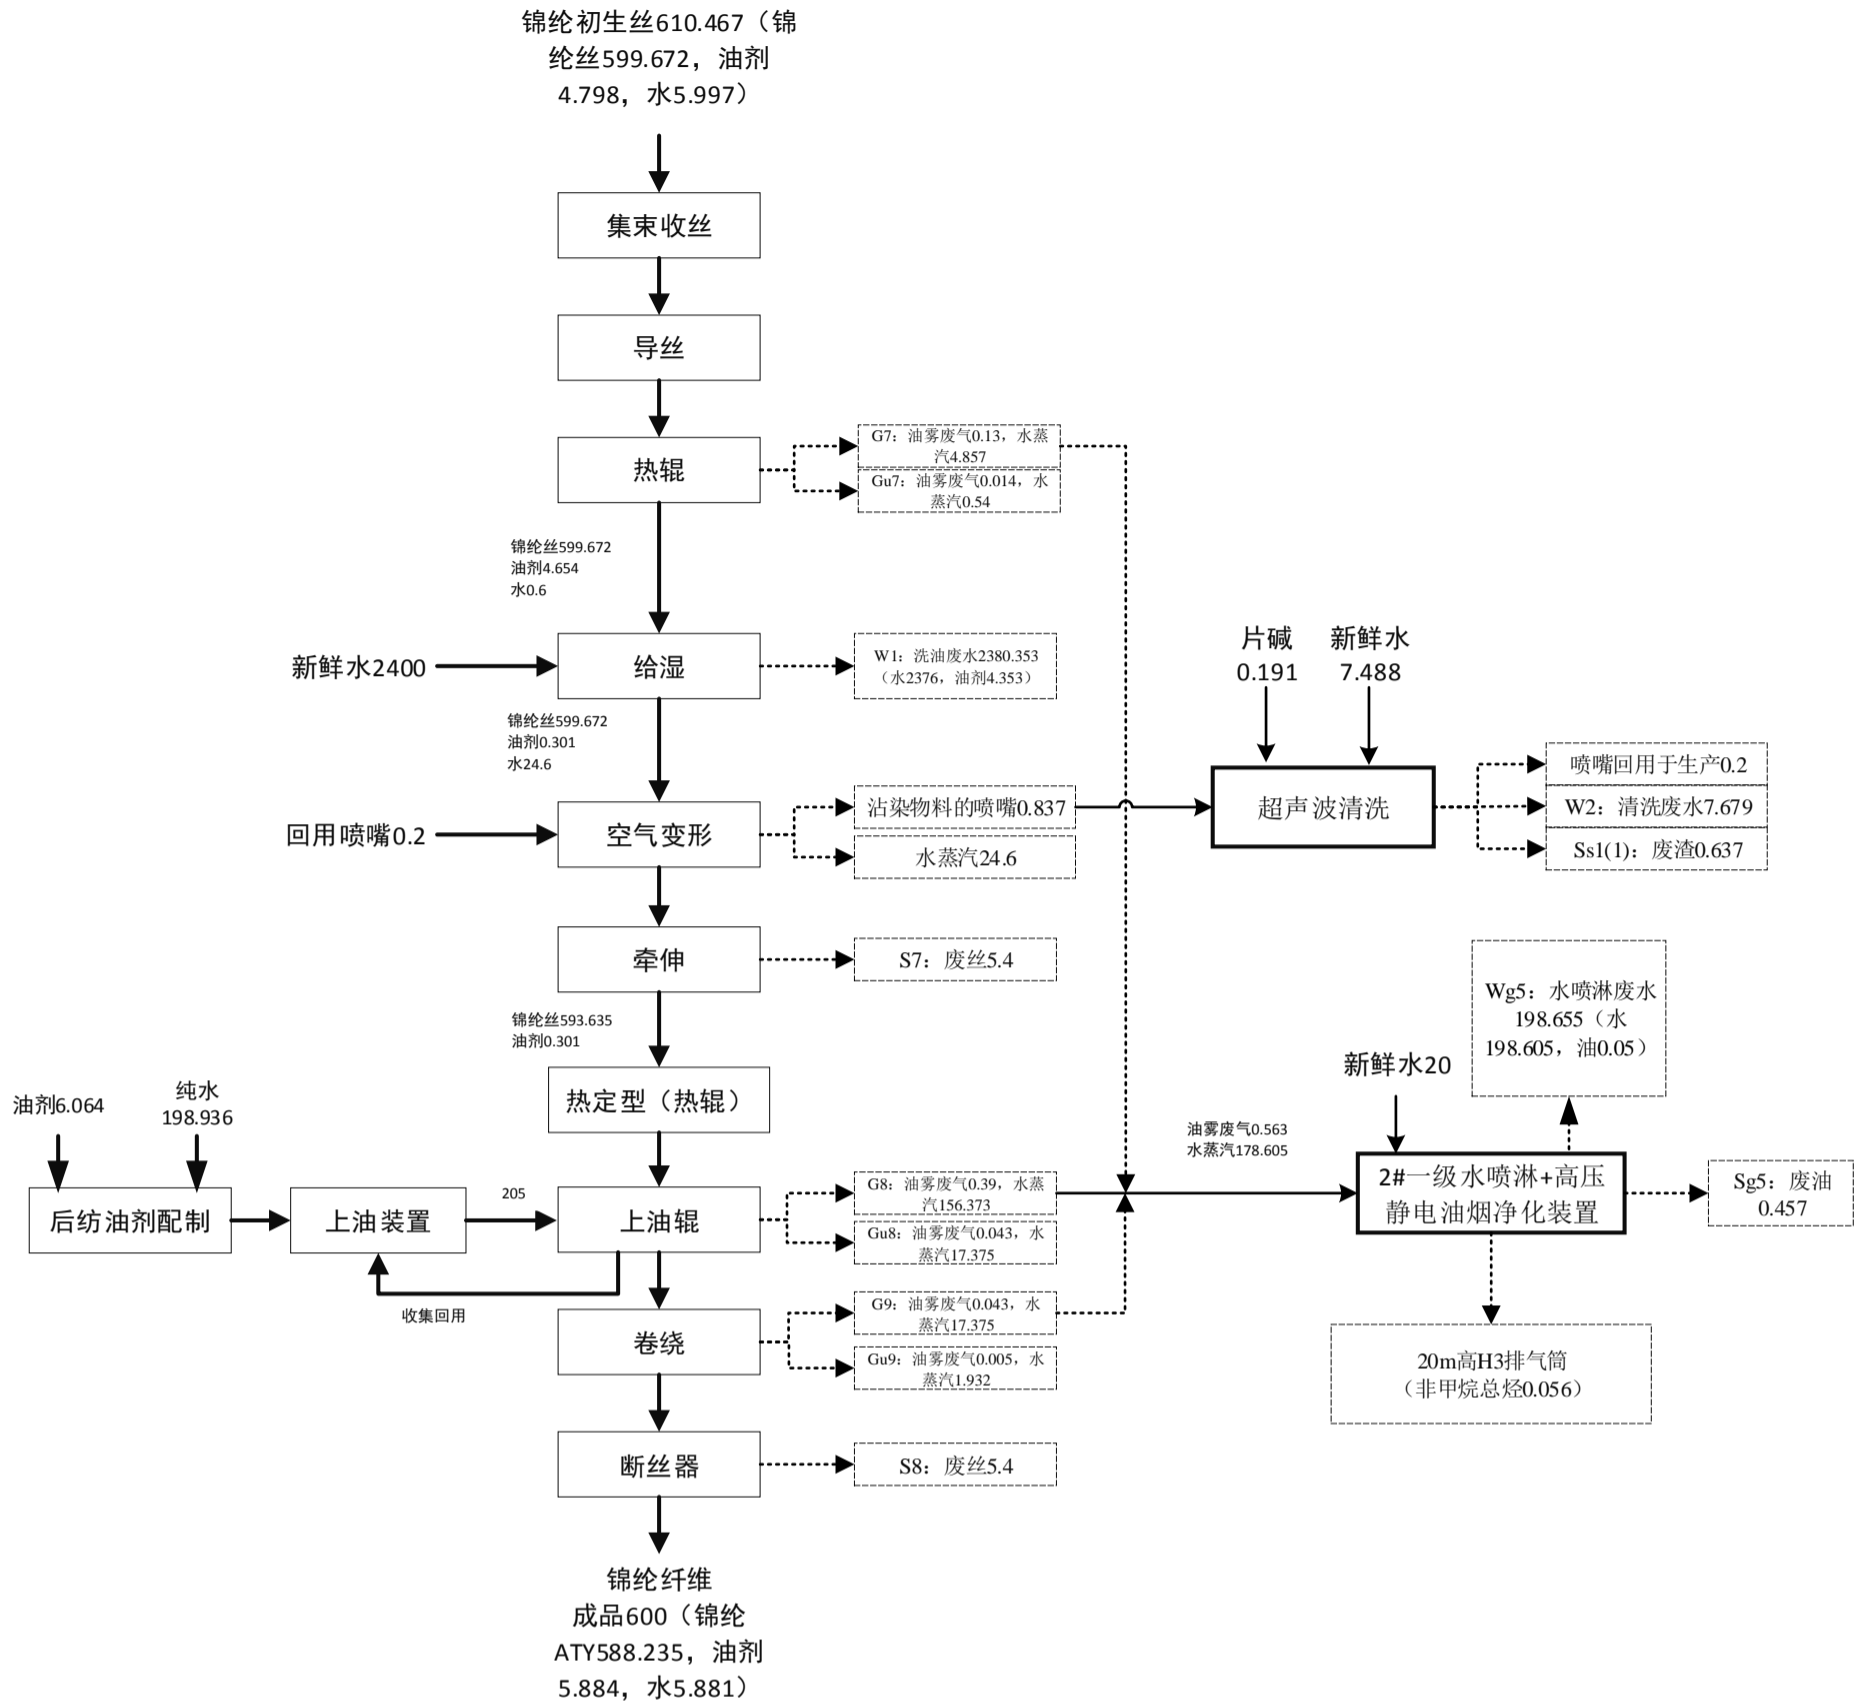 锦纶初生丝610.467（锦
纶丝599.672，油剂
4.798，水5.997）
集束收丝
导丝
热辊
G7：油雾废气0.13，水蒸
汽4.857
Gu7：油雾废气0.014，水
蒸汽0.54
锦纶丝599.672
油剂4.654
水0.6
新鲜水2400
给湿
W1：洗油废水2380.353
（水2376，油剂4.353）
片碱
0.191
新鲜水
7.488
锦纶丝599.672
油剂0.301
水24.6
回用喷嘴0.2
空气变形
沾染物料的喷嘴0.837
水蒸汽24.6
超声波清洗
喷嘴回用于生产0.2
W2：清洗废水7.679
Ss1(1)：废渣0.637
牵伸
S7：废丝5.4
锦纶丝593.635
油剂0.301
Wg5：水喷淋废水
198.655（水
198.605，油0.05）
新鲜水20
油剂6.064
纯水
198.936
热定型（热辊）
油雾废气0.563
水蒸汽178.605
后纺油剂配制
上油装置
205
上油辊
收集回用
G8：油雾废气0.39，水蒸
汽156.373
Gu8：油雾废气0.043，水
蒸汽17.375
2#一级水喷淋+高压
静电油烟净化装置
Sg5：废油
0.457
卷绕
G9：油雾废气0.043，水
蒸汽17.375
Gu9：油雾废气0.005，水
蒸汽1.932
20m高H3排气筒
（非甲烷总烃0.056）
断丝器
S8：废丝5.4
锦纶纤维
成品600（锦纶
ATY588.235，油剂
5.884，水5.881）